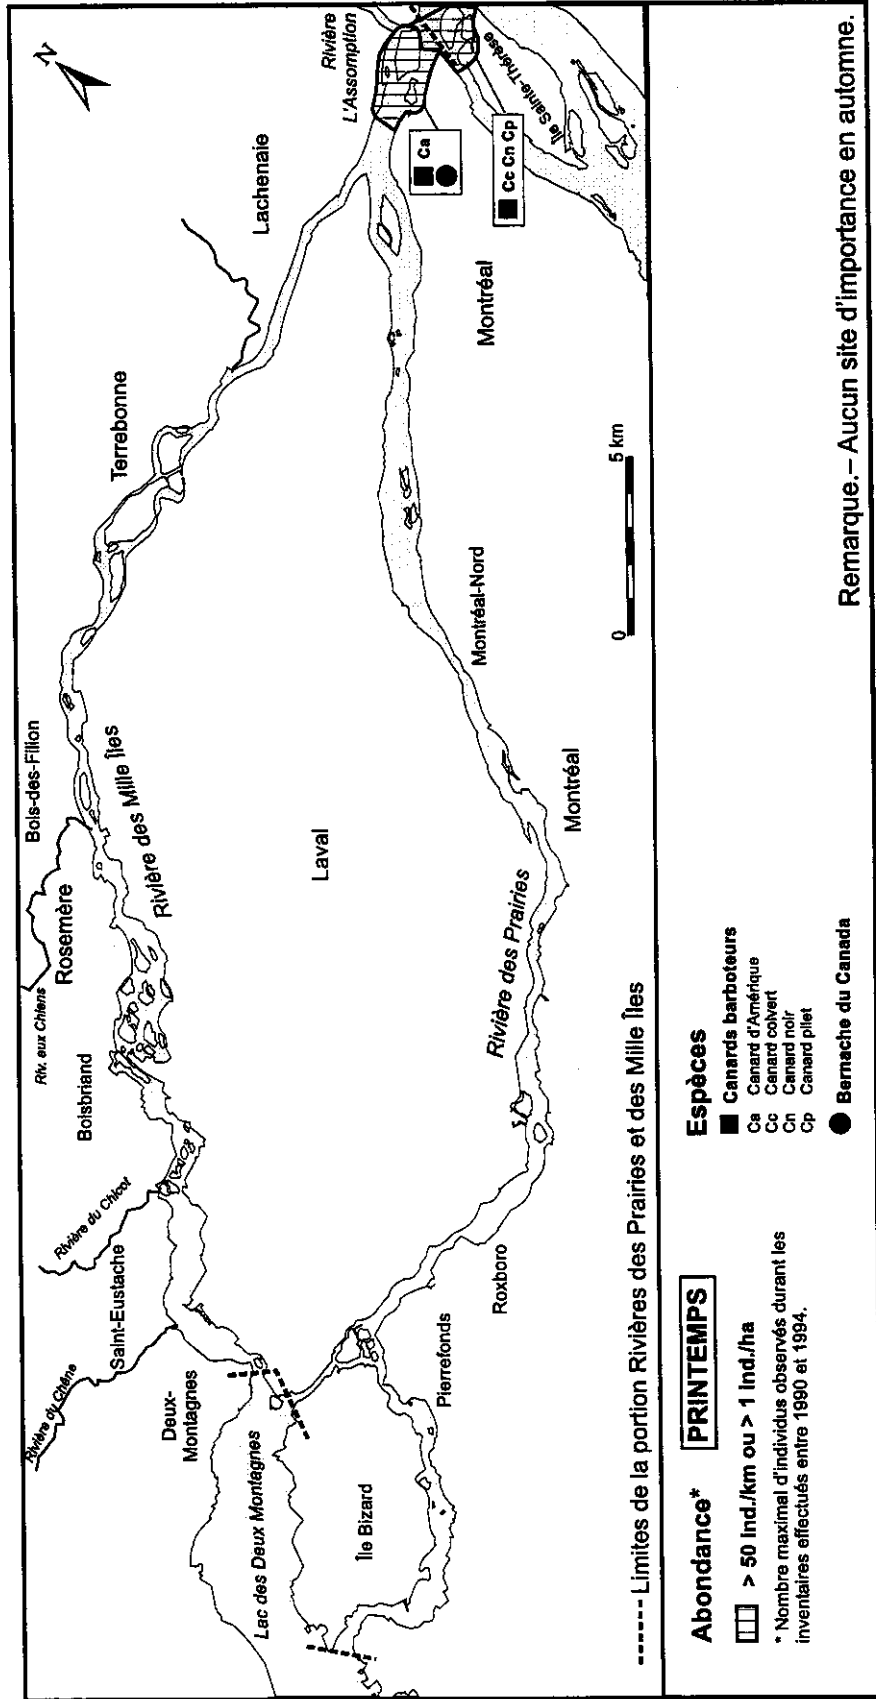 N
Rivière
L'Assomption
Lachenaie
Terrebonne
Bois-des-Filion
Rosemère
Riv. aux Chiens
Boisbriand
Rivière du Chicot
Saint-Eustache
Rivière du Chêne
Deux-
Montagnes
Lac des Deux Montagnes
Rivière des Mille Îles
Île Sainte-Thérèse
Ca
Cc Cn Cp
Laval
Montréal
Montréal-Nord
Montréal
Rivière des Prairies
Roxboro
Pierrefonds
Île Bizard
0 5 km
Limites de la portion Rivières des Prairies et des Mille Îles
Abondance* PRINTEMPS
> 50 ind./km ou > 1 ind./ha
* Nombre maximal d'individus observés durant les
inventaires effectués entre 1990 et 1994.
Espèces
Canards barboteurs
Ca Canard d'Amérique
Cc Canard colvert
Cn Canard noir
Cp Canard pilet
Bernache du Canada
Remarque.– Aucun site d'importance en automne.